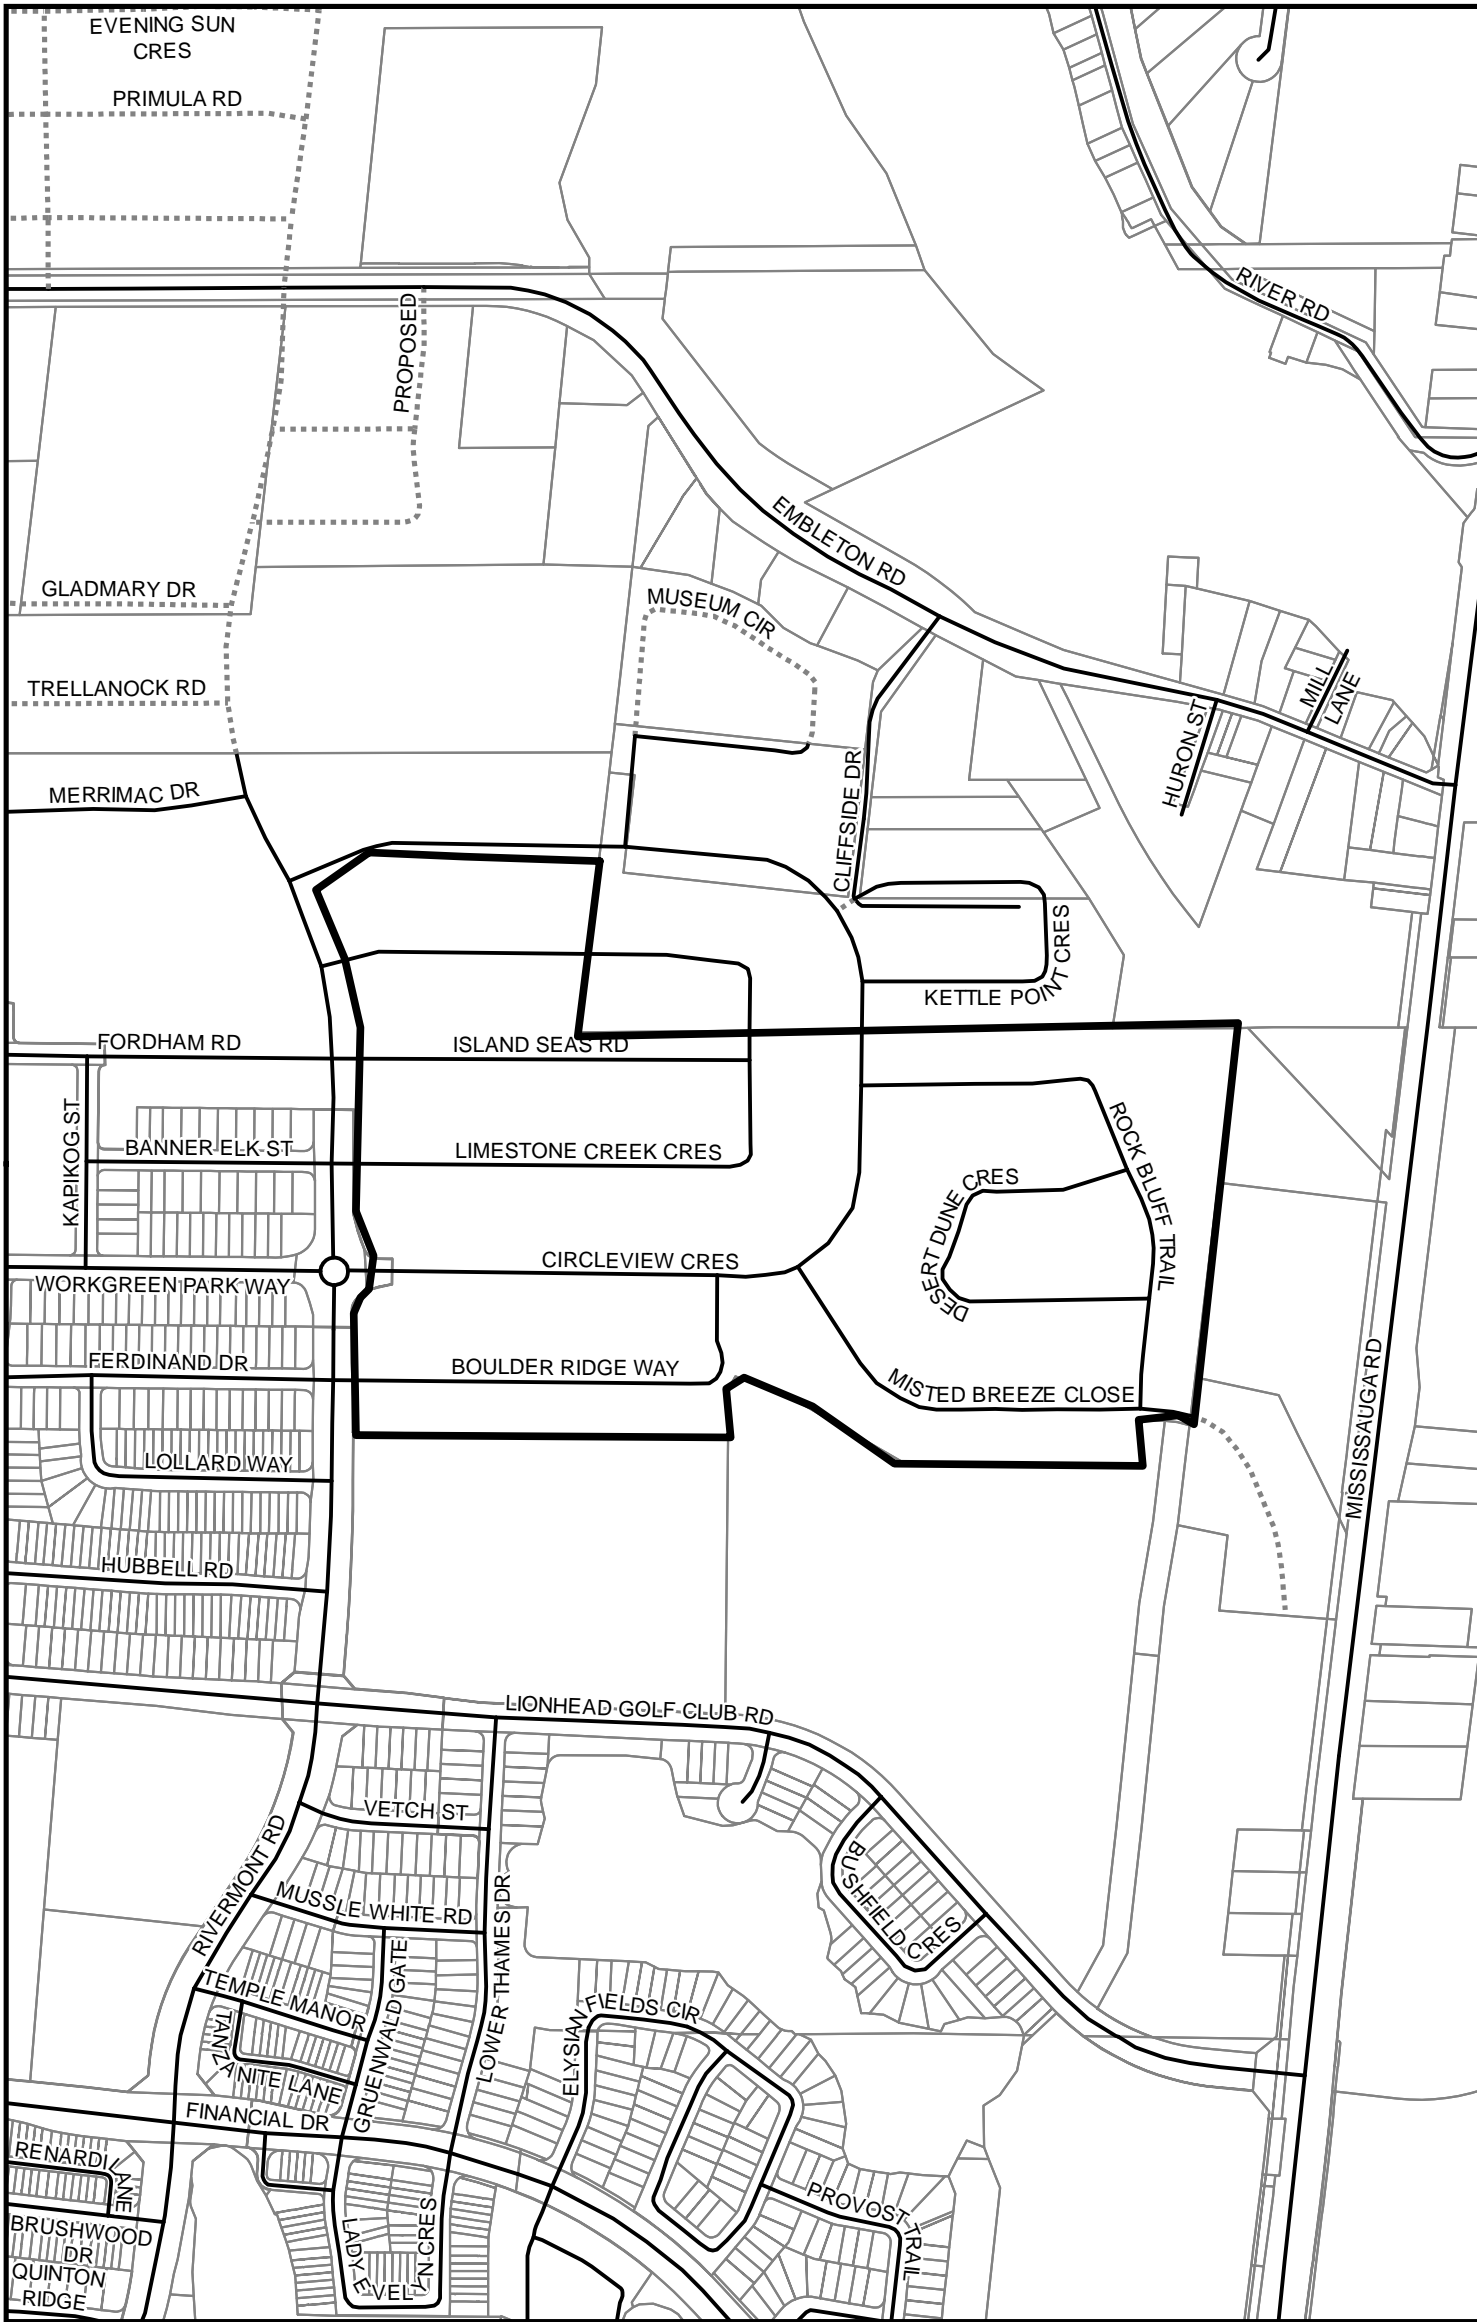 EVENING SUN
CRES
PRIMULA RD
RIVER RD
PROPOSED
EMBLETON RD
GLADMARY DR
MUSEUM CIR
TRELLANOCK RD
MILL
LANE
HURON ST
MERRIMAC DR
CLIFFSIDE DR
KETTLE POINT CRES
FORDHAM RD
ISLAND SEAS RD
KAPIKOG ST
BANNER ELK ST
LIMESTONE CREEK CRES
ROCK BLUFF TRAIL
DESERT DUNE CRES
CIRCLEVIEW CRES
WORKGREEN PARK WAY
FERDINAND DR
BOULDER RIDGE WAY
MISTED BREEZE CLOSE
MISSISSAUGA RD
LOLLARD WAY
HUBBELL RD
LIONHEAD GOLF CLUB RD
VETCH ST
RIVERMONT RD
BUSHFIELD CRES
MUSSLE WHITE RD
LOWER THAMES DR
GRUENWALD GATE
TEMPLE MANOR
TANZANITE LANE
ELYSIAN FIELDS CIR
FINANCIAL DR
RENARDI LANE
PROVOST TRAIL
BRUSHWOOD
DR
LADY EVELYN CRES
QUINTON
RIDGE